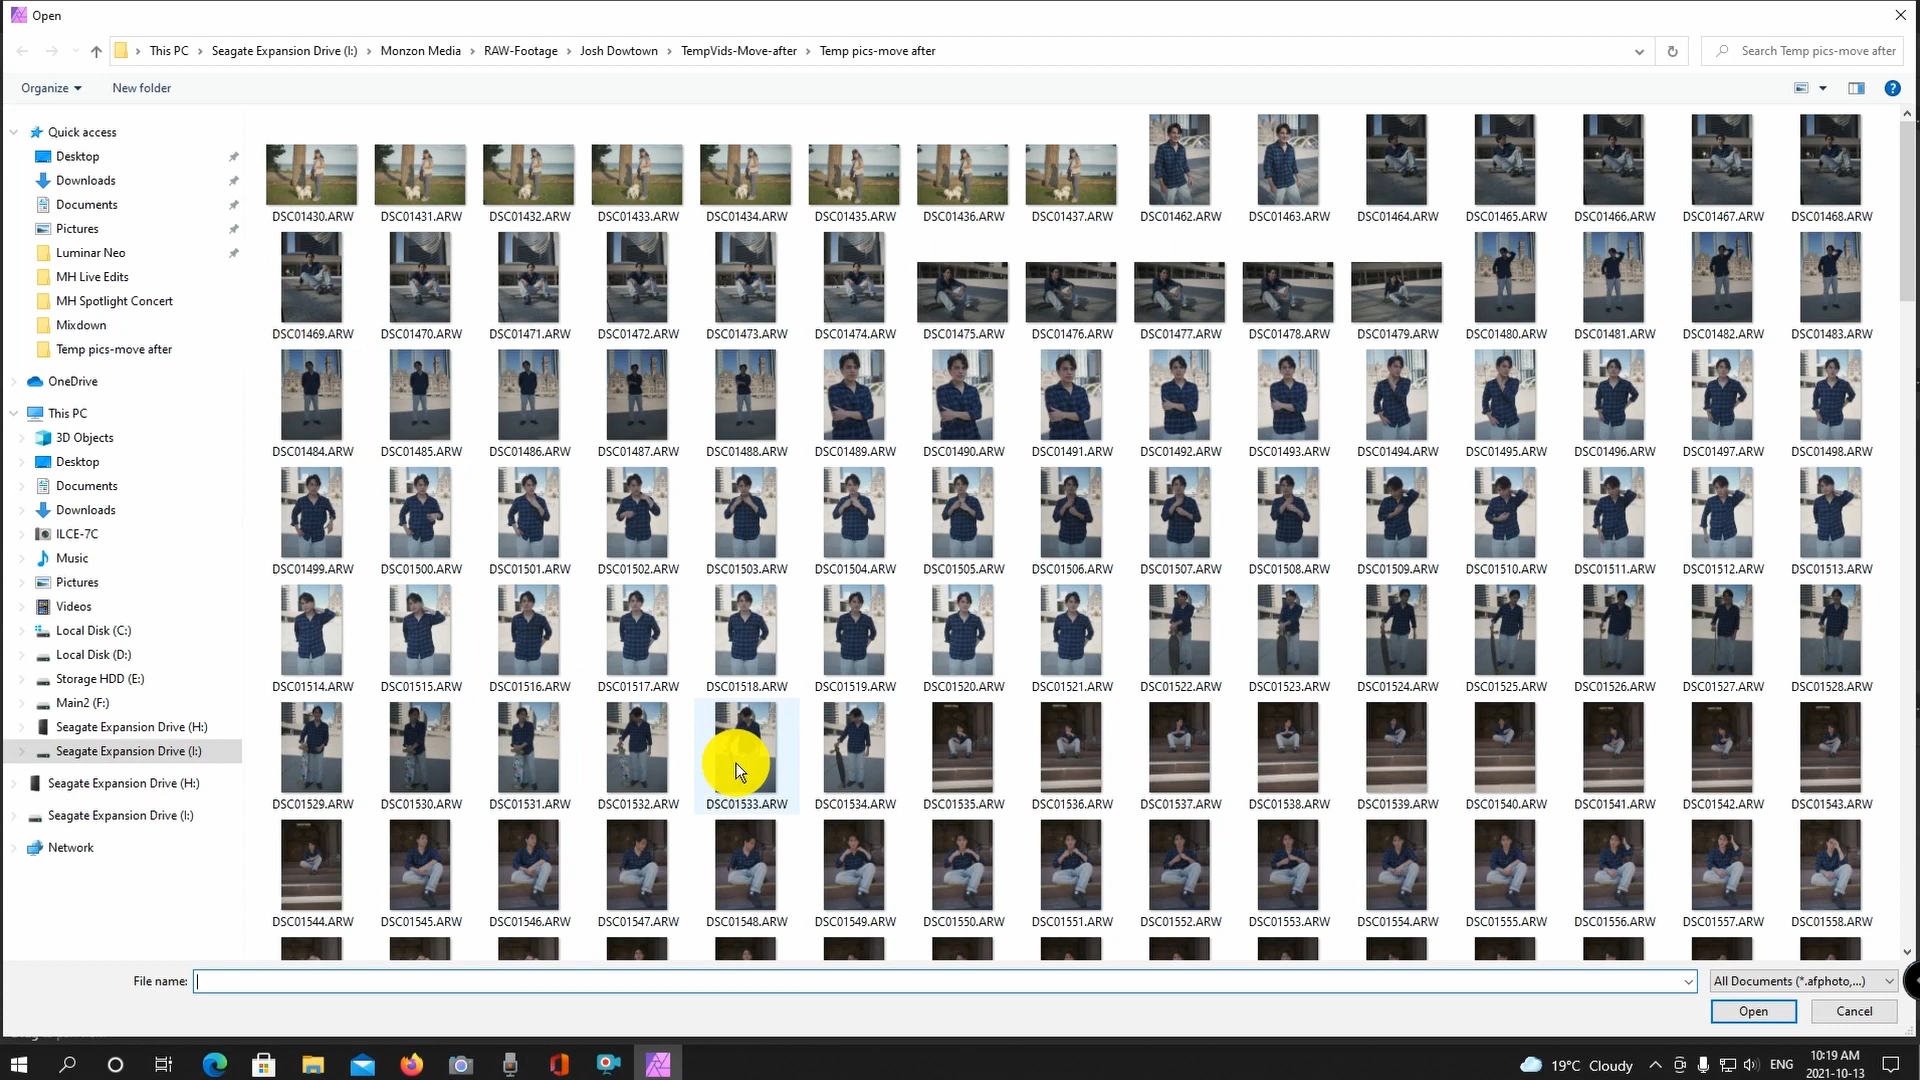 Open
This PC > Seagate Expansion Drive (I:) > Monzon Media > RAW-Footage > Josh Dowtown > TempVids-Move-after > Temp pics-move after
Search Temp pics-move after
Organize
New folder
Quick access
Desktop
Downloads
Documents
Pictures
Luminar Neo
MH Live Edits
MH Spotlight Concert
Mixdown
Temp pics-move after
OneDrive
This PC
3D Objects
Desktop
Documents
Downloads
ILCE-7C
Music
Pictures
Videos
Local Disk (C:)
Local Disk (D:)
Storage HDD (E:)
Main2 (F:)
Seagate Expansion Drive (H:)
Seagate Expansion Drive (I:)
Seagate Expansion Drive (H:)
Seagate Expansion Drive (I:)
Network
DSC01430.ARW DSC01431.ARW DSC01432.ARW DSC01433.ARW DSC01434.ARW DSC01435.ARW DSC01436.ARW DSC01437.ARW DSC01462.ARW DSC01463.ARW DSC01464.ARW DSC01465.ARW DSC01466.ARW DSC01467.ARW DSC01468.ARW
DSC01469.ARW DSC01470.ARW DSC01471.ARW DSC01472.ARW DSC01473.ARW DSC01474.ARW DSC01475.ARW DSC01476.ARW DSC01477.ARW DSC01478.ARW DSC01479.ARW DSC01480.ARW DSC01481.ARW DSC01482.ARW DSC01483.ARW
DSC01484.ARW DSC01485.ARW DSC01486.ARW DSC01487.ARW DSC01488.ARW DSC01489.ARW DSC01490.ARW DSC01491.ARW DSC01492.ARW DSC01493.ARW DSC01494.ARW DSC01495.ARW DSC01496.ARW DSC01497.ARW DSC01498.ARW
DSC01499.ARW DSC01500.ARW DSC01501.ARW DSC01502.ARW DSC01503.ARW DSC01504.ARW DSC01505.ARW DSC01506.ARW DSC01507.ARW DSC01508.ARW DSC01509.ARW DSC01510.ARW DSC01511.ARW DSC01512.ARW DSC01513.ARW
DSC01514.ARW DSC01515.ARW DSC01516.ARW DSC01517.ARW DSC01518.ARW DSC01519.ARW DSC01520.ARW DSC01521.ARW DSC01522.ARW DSC01523.ARW DSC01524.ARW DSC01525.ARW DSC01526.ARW DSC01527.ARW DSC01528.ARW
DSC01529.ARW DSC01530.ARW DSC01531.ARW DSC01532.ARW DSC01533.ARW DSC01534.ARW DSC01535.ARW DSC01536.ARW DSC01537.ARW DSC01538.ARW DSC01539.ARW DSC01540.ARW DSC01541.ARW DSC01542.ARW DSC01543.ARW
DSC01544.ARW DSC01545.ARW DSC01546.ARW DSC01547.ARW DSC01548.ARW DSC01549.ARW DSC01550.ARW DSC01551.ARW DSC01552.ARW DSC01553.ARW DSC01554.ARW DSC01555.ARW DSC01556.ARW DSC01557.ARW DSC01558.ARW
File name:
All Documents (*.afphoto,...)
Open
Cancel
19°C Cloudy
ENG
10:19 AM
2021-10-13